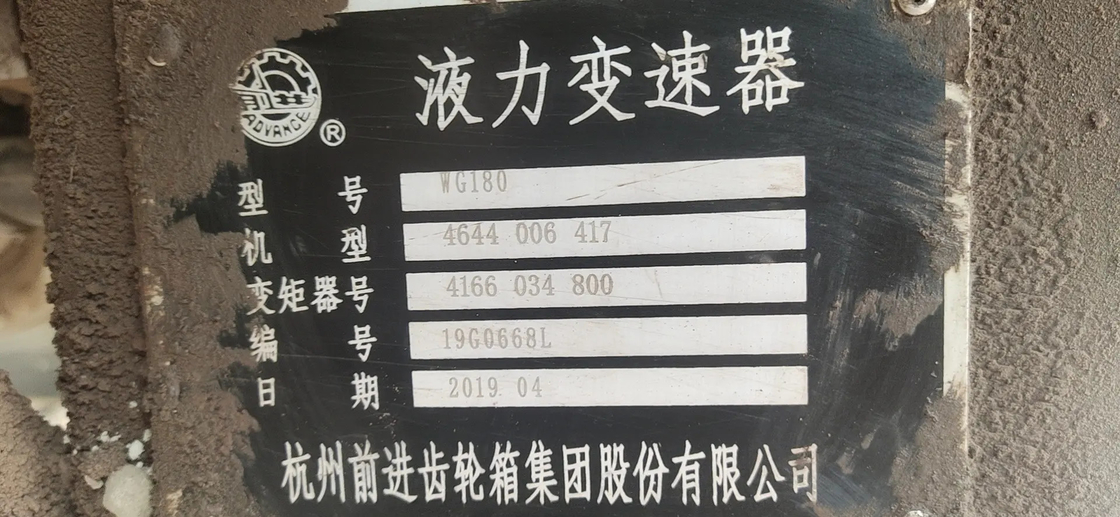 液力变速器
ADVANCE ®
型号 WG180
机型 4644 006 417
变矩器号 4166 034 800
编号 19G0668L
日期 2019 04
杭州前进齿轮箱集团股份有限公司